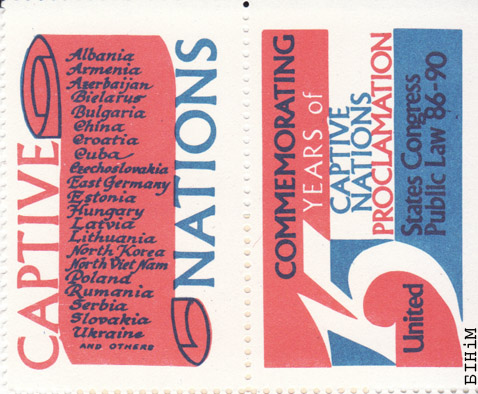 CAPTIVE
NATIONS
Albania
Armenia
Azerbaijan
Bielarus
Bulgaria
China
Croatia
Cuba
Czechoslovakia
East Germany
Estonia
Hungary
Latvia
Lithuania
North Korea
North Viet Nam
Poland
Rumania
Serbia
Slovakia
Ukraine
AND OTHERS
COMMEMORATING
15
YEARS of
CAPTIVE
NATIONS
PROCLAMATION
United States Congress
Public Law '86-90
BIHiM